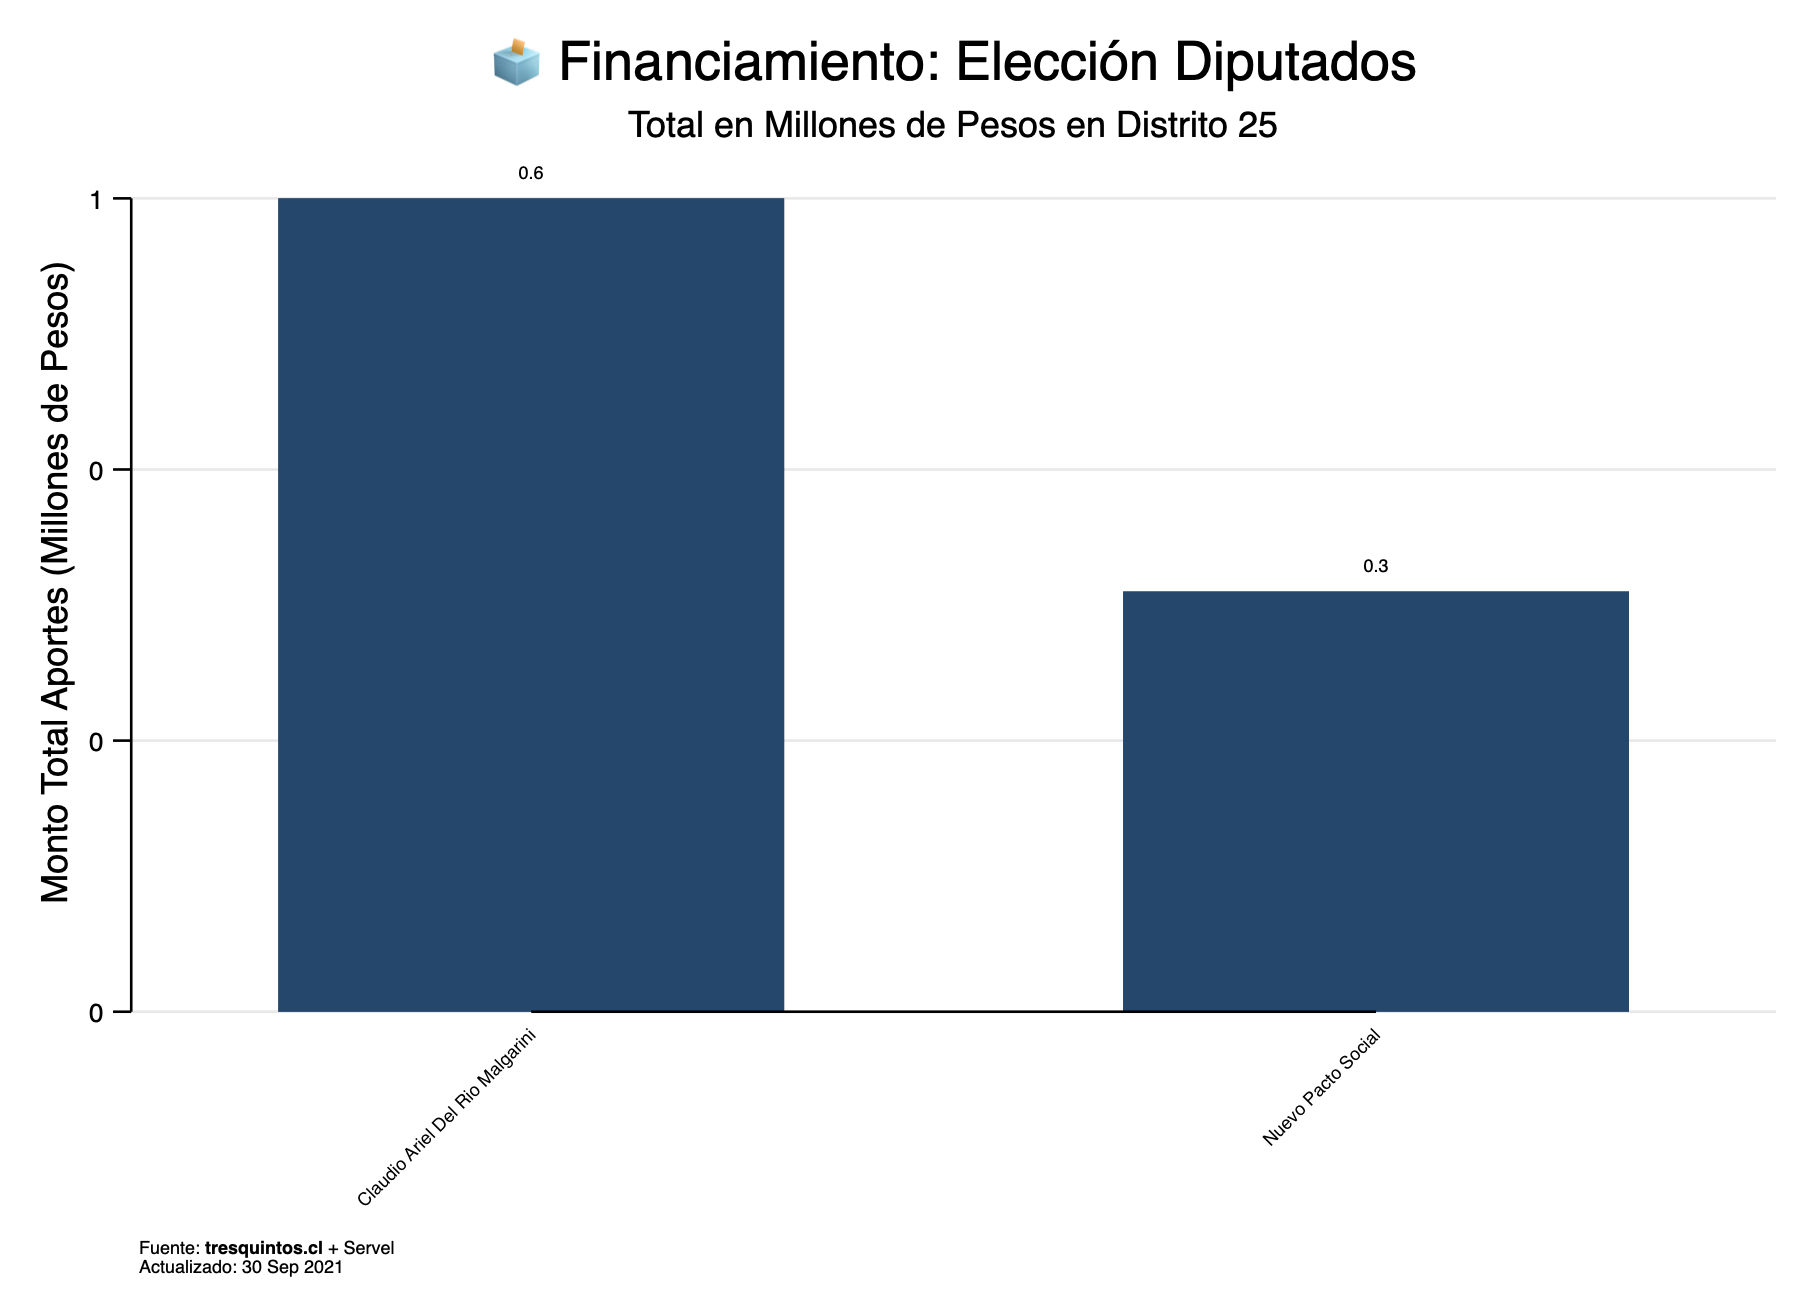 Financiamiento: Elección Diputados
Total en Millones de Pesos en Distrito 25
Monto Total Aportes (Millones de Pesos)
1
0
0
0
0.6
0.3
Claudio Ariel Del Rio Malgarini
Nuevo Pacto Social
Fuente: tresquintos.cl + Servel
Actualizado: 30 Sep 2021